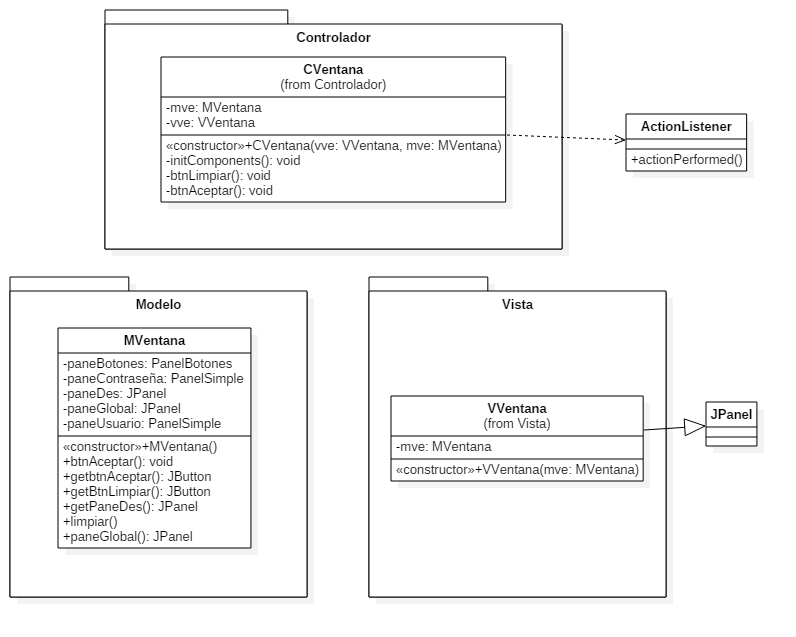 Controlador
CVentana
(from Controlador)
-mve: MVentana
-vve: VVentana
«constructor»+CVentana(vve: VVentana, mve: MVentana)
-initComponents(): void
-btnLimpiar(): void
-btnAceptar(): void
ActionListener
+actionPerformed()
Modelo
MVentana
-paneBotones: PanelBotones
-paneContraseña: PanelSimple
-paneDes: JPanel
-paneGlobal: JPanel
-paneUsuario: PanelSimple
«constructor»+MVentana()
+btnAceptar(): void
+getbtnAceptar(): JButton
+getBtnLimpiar(): JButton
+getPaneDes(): JPanel
+limpiar()
+paneGlobal(): JPanel
Vista
VVentana
(from Vista)
-mve: MVentana
«constructor»+VVentana(mve: MVentana)
JPanel